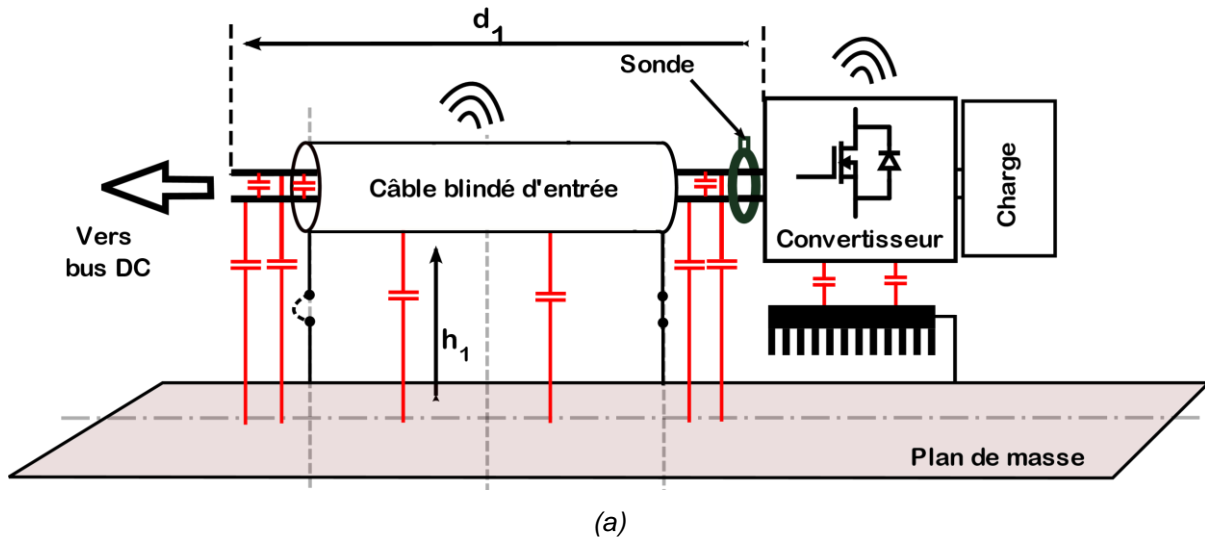 d1
Sonde
Câble blindé d'entrée
Convertisseur
Charge
Vers
bus DC
h1
Plan de masse
(a)